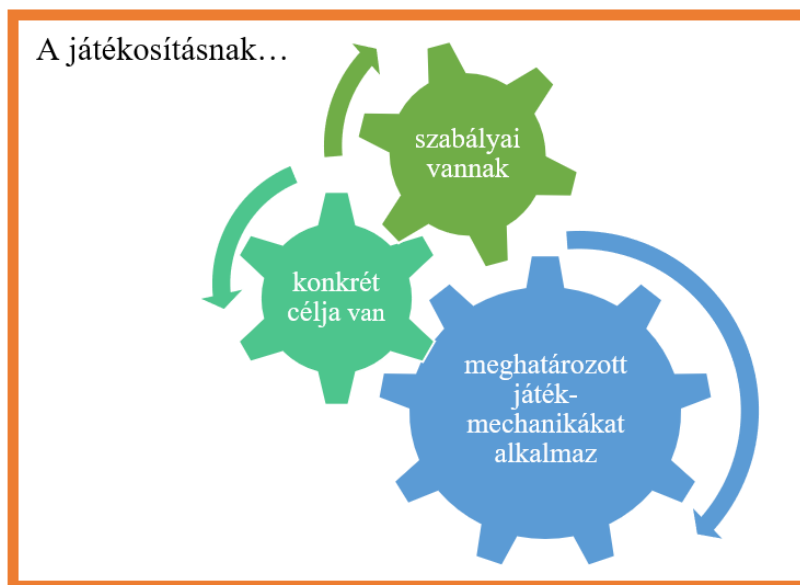 A játékosításnak…
szabályai
vannak
konkrét
célja van
meghatározott
játék-
mechanikákat
alkalmaz